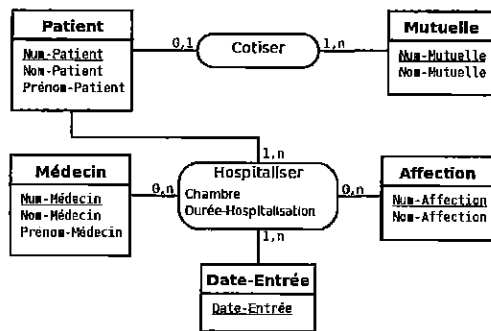 Patient
Num-Patient
Nom-Patient
Prénom-Patient
0,1
Cotiser
1,n
Mutuelle
Num-Mutuelle
Nom-Mutuelle
1,n
Médecin
Num-Médecin
Nom-Médecin
Prénom-Médecin
0,n
Hospitaliser
Chambre
Durée-Hospitalisation
0,n
Affection
Num-Affection
Nom-Affection
1,n
Date-Entrée
Date-Entrée